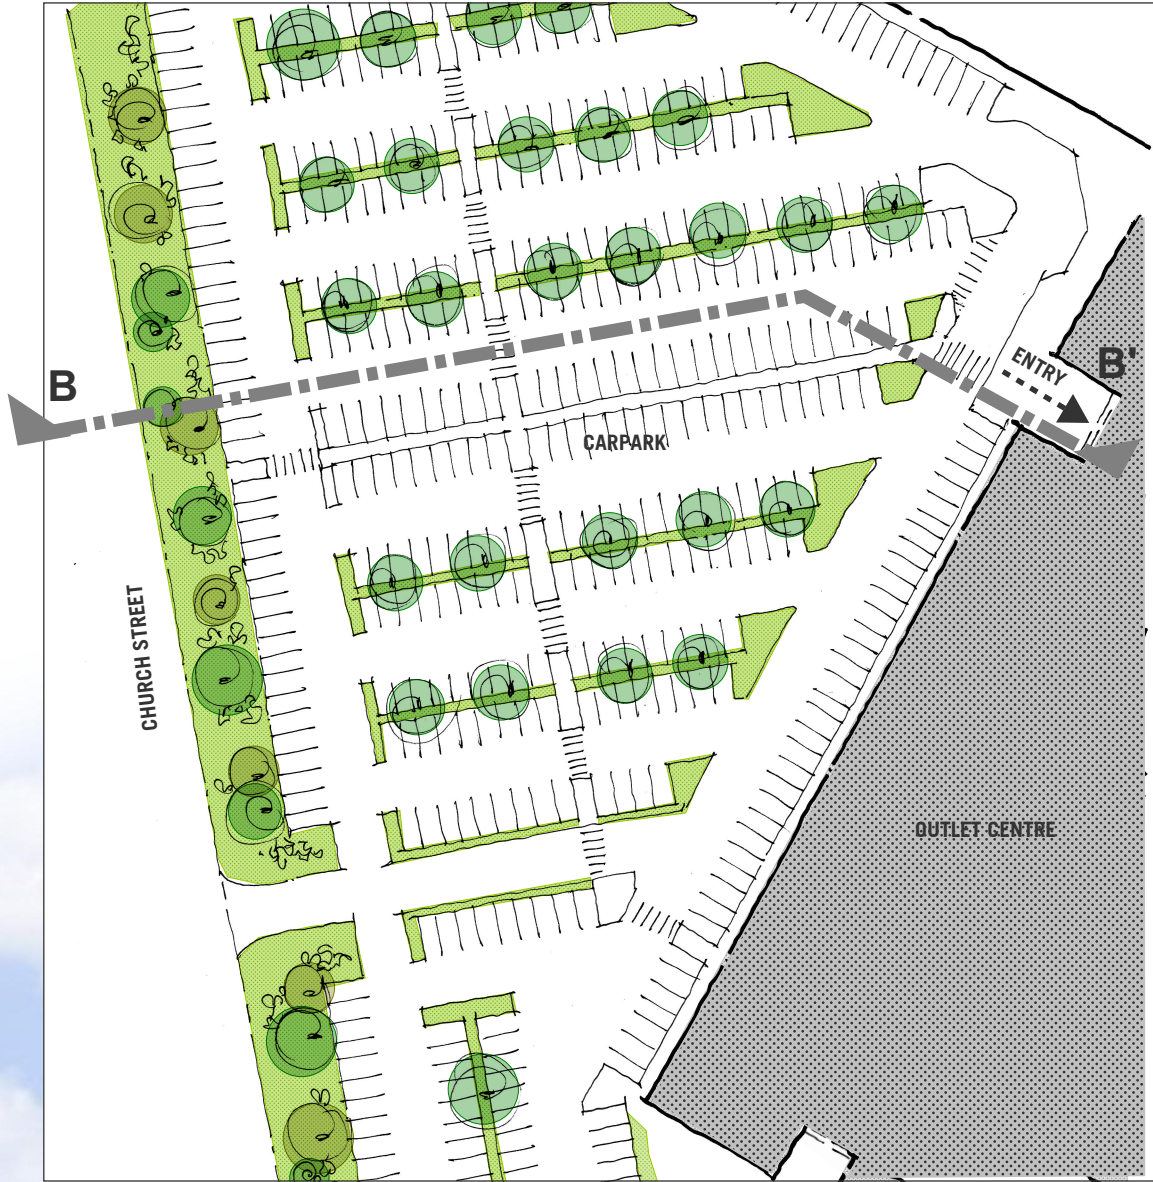 B
B'
ENTRY
CARPARK
CHURCH STREET
OUTLET CENTRE